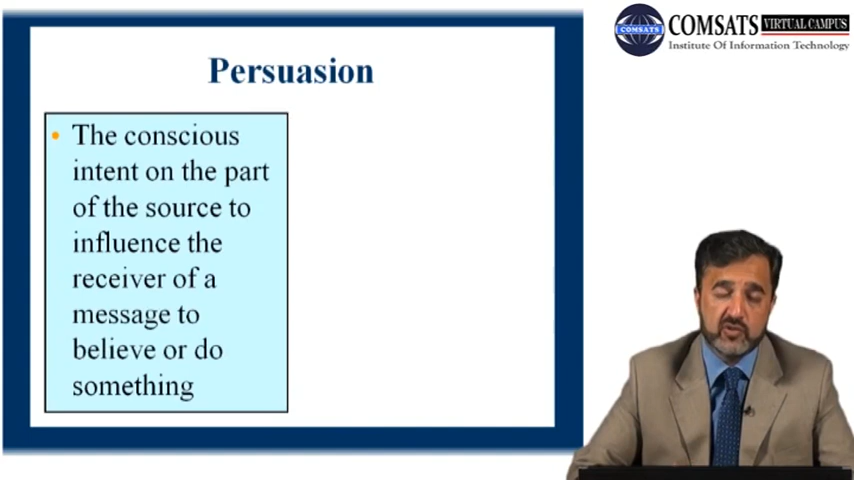 COMSATS VIRTUAL CAMPUS
COMSATS
Institute Of Information Technology
Persuasion
• The conscious
intent on the part
of the source to
influence the
receiver of a
message to
believe or do
something